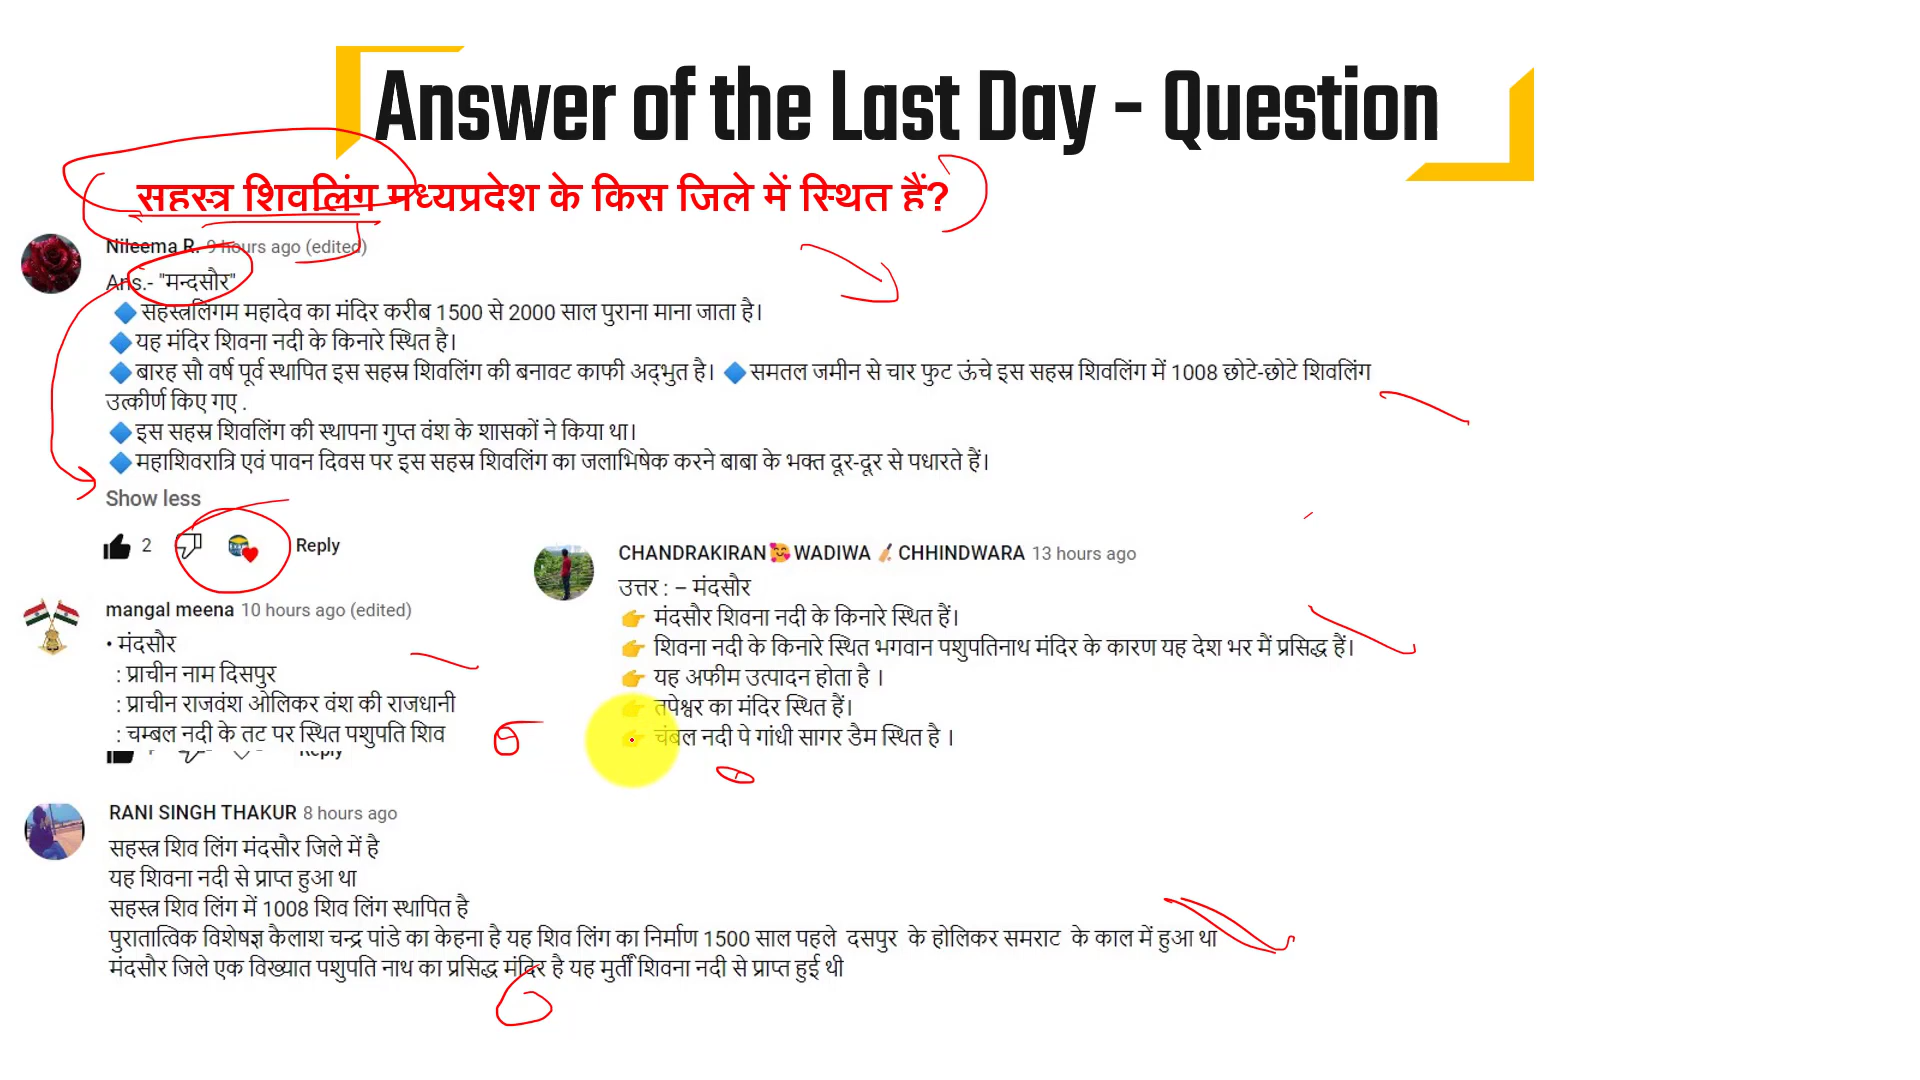 Answer of the Last Day - Question
सहस्त्र शिवलिंग मध्यप्रदेश के किस जिले में स्थित हैं?
Nileema R. 9 hours ago (edited)
Ans.- "मन्दसौर"
🔷 सहस्त्रलिंगम महादेव का मंदिर करीब 1500 से 2000 साल पुराना माना जाता है।
🔷यह मंदिर शिवना नदी के किनारे स्थित है।
🔷बारह सौ वर्ष पूर्व स्थापित इस सहस्र शिवलिंग की बनावट काफी अद्भुत है। 🔷समतल जमीन से चार फुट ऊंचे इस सहस्र शिवलिंग में 1008 छोटे-छोटे शिवलिंग
उत्कीर्ण किए गए .
🔷इस सहस्र शिवलिंग की स्थापना गुप्त वंश के शासकों ने किया था।
🔷महाशिवरात्रि एवं पावन दिवस पर इस सहस्र शिवलिंग का जलाभिषेक करने बाबा के भक्त दूर-दूर से पधारते हैं।
Show less
2 Reply
mangal meena 10 hours ago (edited)
• मंदसौर
: प्राचीन नाम दिसपुर
: प्राचीन राजवंश ओलिकर वंश की राजधानी
: चम्बल नदी के तट पर स्थित पशुपति शिव
Reply
CHANDRAKIRAN🥰WADIWA🏏CHHINDWARA 13 hours ago
उत्तर : – मंदसौर
👉 मंदसौर शिवना नदी के किनारे स्थित हैं।
👉 शिवना नदी के किनारे स्थित भगवान पशुपतिनाथ मंदिर के कारण यह देश भर मैं प्रसिद्ध हैं।
👉 यह अफीम उत्पादन होता है ।
👉 तपेश्वर का मंदिर स्थित हैं।
👉 चंबल नदी पे गांधी सागर डैम स्थित है ।
RANI SINGH THAKUR 8 hours ago
सहस्त्र शिव लिंग मंदसौर जिले में है
यह शिवना नदी से प्राप्त हुआ था
सहस्त्र शिव लिंग में 1008 शिव लिंग स्थापित है
पुरातात्विक विशेषज्ञ कैलाश चन्द्र पांडे का केहना है यह शिव लिंग का निर्माण 1500 साल पहले दसपुर के होलिकर समराट के काल में हुआ था
मंदसौर जिले एक विख्यात पशुपति नाथ का प्रसिद्ध मंदिर है यह मुर्ती शिवना नदी से प्राप्त हुई थी